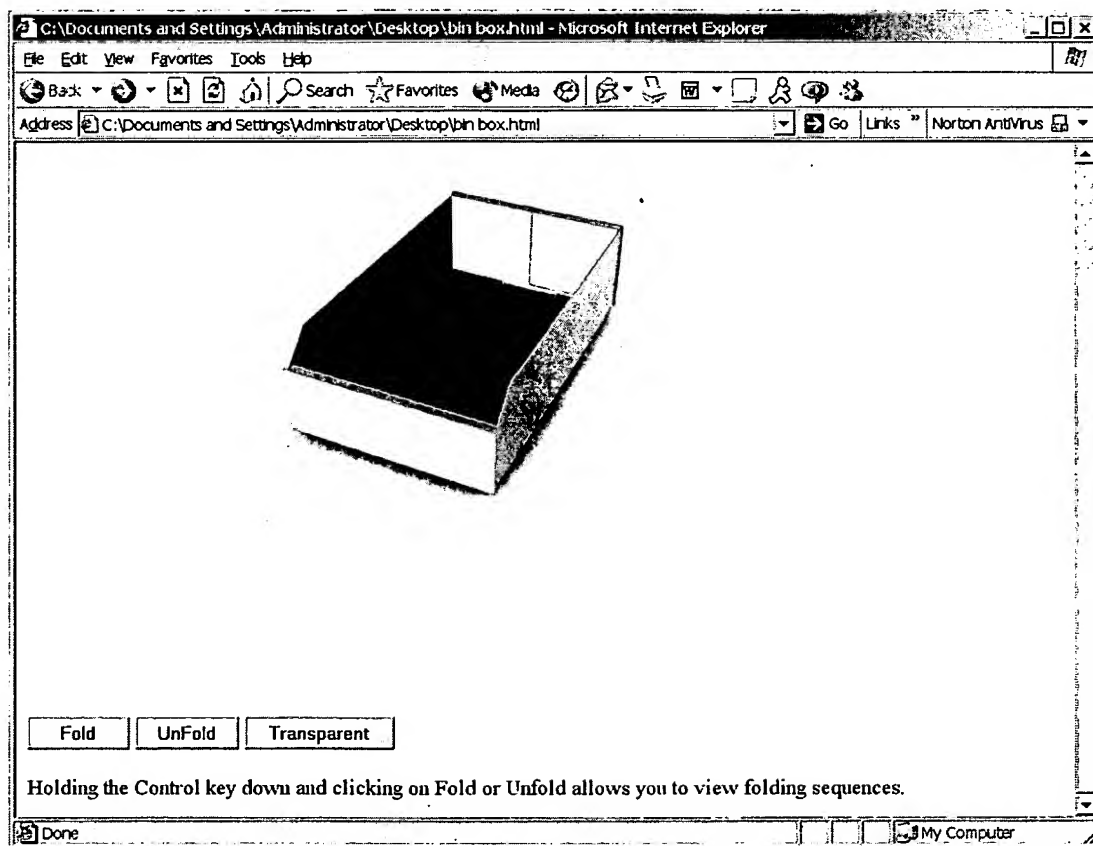 C:\Documents and Settings\Administrator\Desktop\bin box.html - Microsoft Internet Explorer
File Edit View Favorites Tools Help
Back Search Favorites Media
Address C:\Documents and Settings\Administrator\Desktop\bin box.html Go Links » Norton AntiVirus
Fold UnFold Transparent
Holding the Control key down and clicking on Fold or Unfold allows you to view folding sequences.
Done My Computer